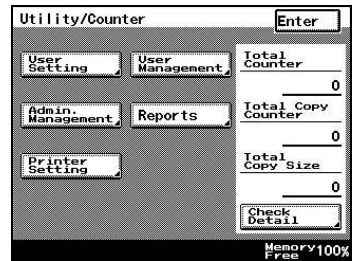 Utility/Counter
Enter
User
Setting
User
Management
Total
Counter
0
Admin.
Management
Reports
Total Copy
Counter
0
Printer
Setting
Total
Copy Size
0
Check
Detail
Memory
Free 100%